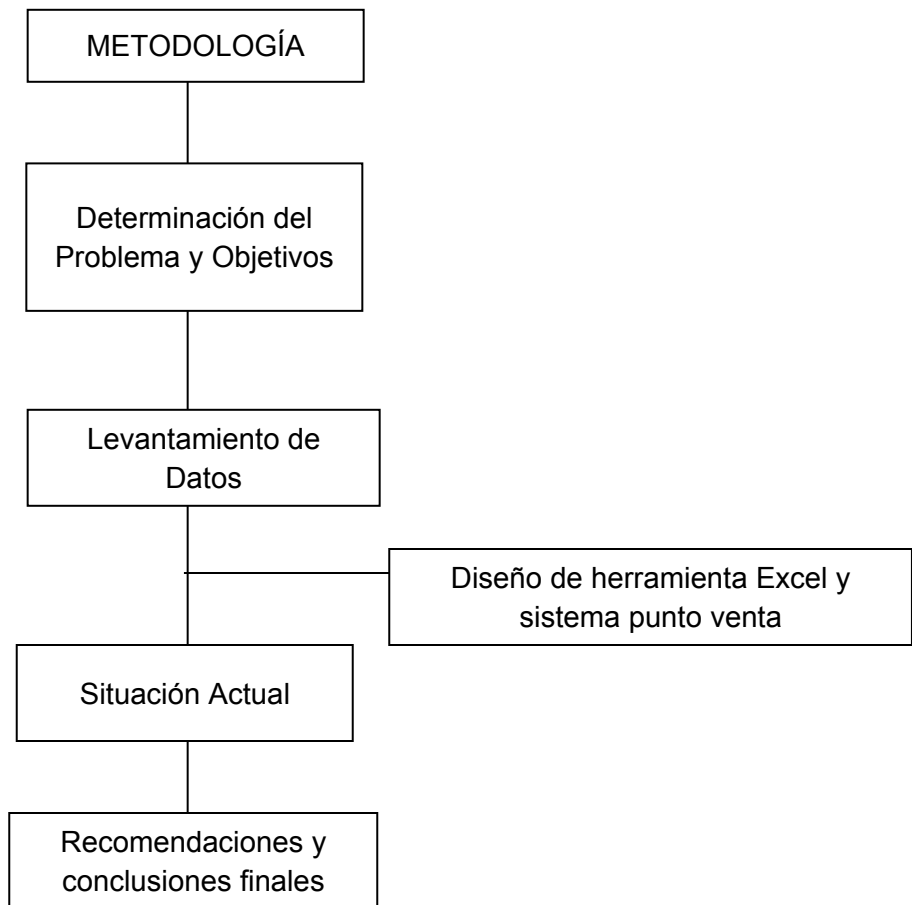 METODOLOGÍA
Determinación del
Problema y Objetivos
Levantamiento de
Datos
Diseño de herramienta Excel y
sistema punto venta
Situación Actual
Recomendaciones y
conclusiones finales